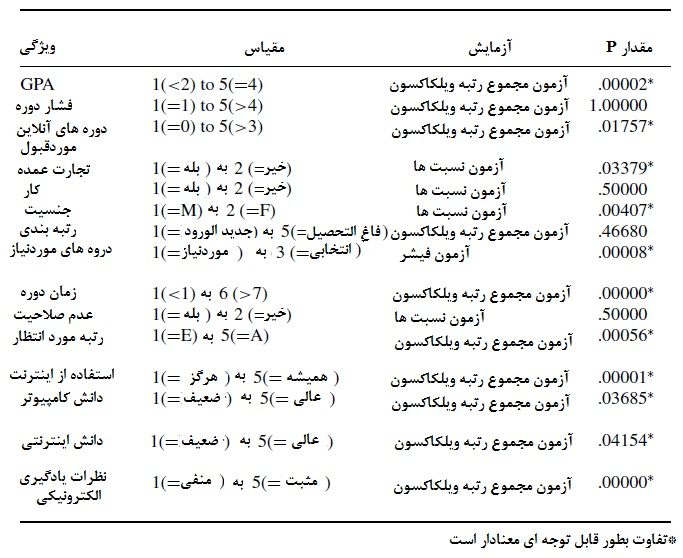 ویژگی مقیاس آزمایش مقدار P
GPA 1(<2) to 5(=4) آزمون مجموع رتبه ویلکاکسون .00002*
فشار دوره 1(=1) to 5(>4) آزمون مجموع رتبه ویلکاکسون 1.00000
دوره های آنلاین 1(=0) to 5(>3) آزمون مجموع رتبه ویلکاکسون .01757*
موردقبول
تجارت عمده 1(=بله ) به 2 (=خیر) آزمون نسبت ها .03379*
کار 1(=بله ) به 2 (=خیر) آزمون نسبت ها .50000
جنسیت 1(=M) به 2 (=F) آزمون نسبت ها .00407*
رتبه بندی 1(=جدید الورود) به 5(=فاغ التحصیل) آزمون مجموع رتبه ویلکاکسون .46680
دروه های موردنیاز 1(=موردنیاز ) به 3 (=انتخابی ) آزمون فیشر .00008*
زمان دوره 1(<1) به 6 (>7) آزمون مجموع رتبه ویلکاکسون .00000*
عدم صلاحیت 1(=بله ) به 2 (=خیر) آزمون نسبت ها .50000
رتبه مورد انتظار 1(=E) به 5(=A) آزمون مجموع رتبه ویلکاکسون .00056*
استفاده از اینترنت 1(= هرگز ) به 5(= همیشه ) آزمون مجموع رتبه ویلکاکسون .00001*
دانش کامپیوتر 1(=ضعیف ) به 5(= عالی ) آزمون مجموع رتبه ویلکاکسون .03685*
دانش اینترنتی 1(=ضعیف ) به 5(= عالی ) آزمون مجموع رتبه ویلکاکسون .04154*
نظرات یادگیری 1(=منفی ) به 5(= مثبت ) آزمون مجموع رتبه ویلکاکسون .00000*
الکترونیکی
*تفاوت بطور قابل توجه ای معنادار است